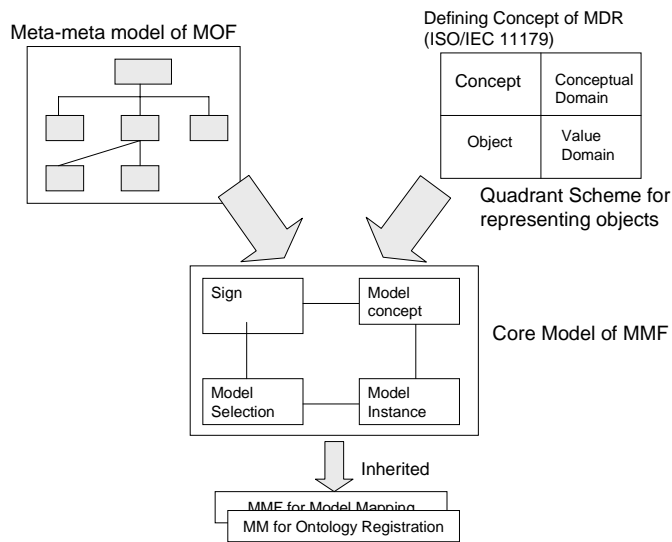 Meta-meta model of MOF
Defining Concept of MDR
(ISO/IEC 11179)
Concept
Conceptual
Domain
Object
Value
Domain
Quadrant Scheme for
representing objects
Sign
Model
concept
Core Model of MMF
Model
Selection
Model
Instance
Inherited
MMF for Model Mapping
MM for Ontology Registration